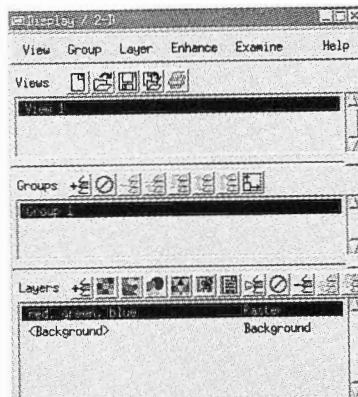 Display / 2-D
View Group Layer Enhance Examine Help
Views
View 1
Groups
Group 1
Layers
red, green, blue Raster
<Background> Background